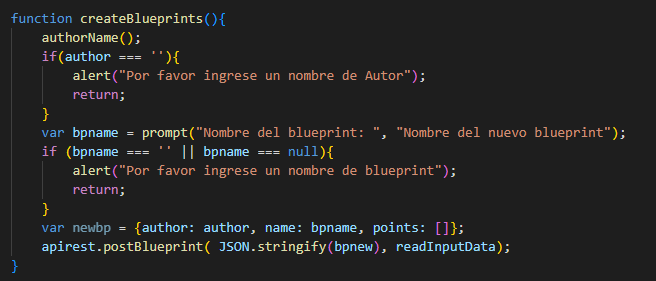 function createBlueprints(){
    authorName();
    if(author === ''){
        alert("Por favor ingrese un nombre de Autor");
        return;
    }
    var bpname = prompt("Nombre del blueprint: ", "Nombre del nuevo blueprint");
    if (bpname === '' || bpname === null){
        alert("Por favor ingrese un nombre de blueprint");
        return;
    }
    var newbp = {author: author, name: bpname, points: []};
    apirest.postBlueprint( JSON.stringify(bpnew), readInputData);
}